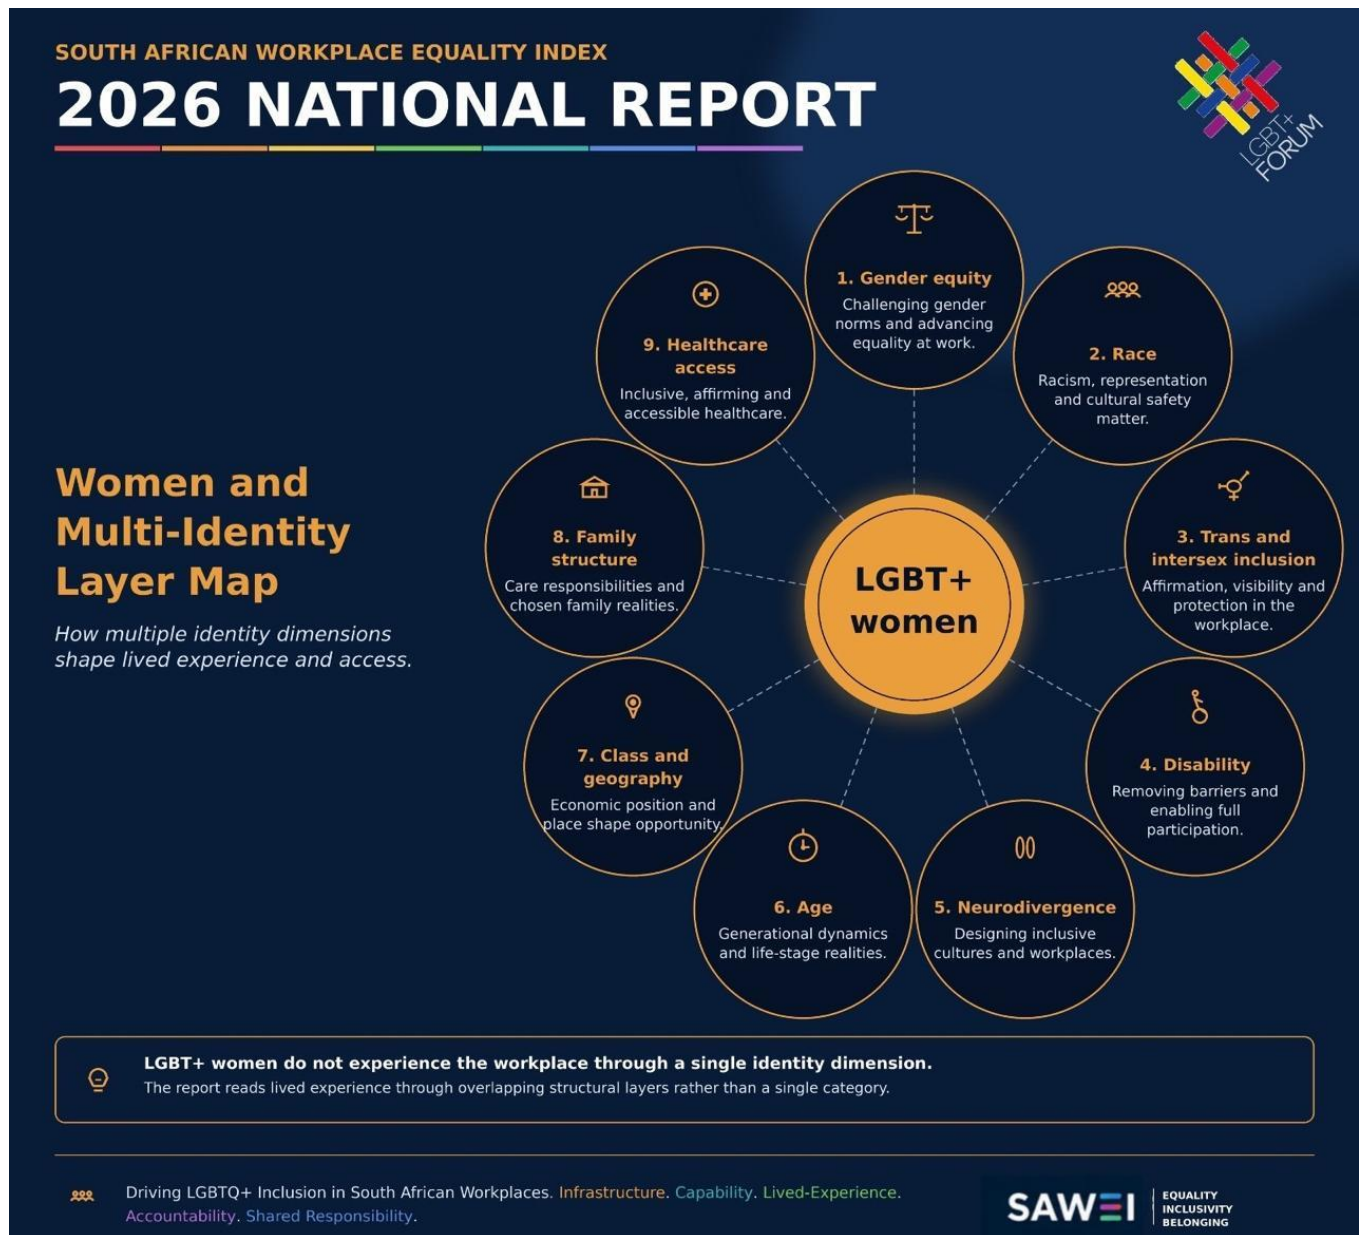 SOUTH AFRICAN WORKPLACE EQUALITY INDEX
2026 NATIONAL REPORT
LGBT+
FORUM
Women and
Multi-Identity
Layer Map
How multiple identity dimensions
shape lived experience and access.
LGBT+
women
1. Gender equity
Challenging gender
norms and advancing
equality at work.
2. Race
Racism, representation
and cultural safety
matter.
3. Trans and
intersex inclusion
Affirmation, visibility and
protection in the
workplace.
4. Disability
Removing barriers and
enabling full
participation.
5. Neurodivergence
Designing inclusive
cultures and workplaces.
6. Age
Generational dynamics
and life-stage realities.
7. Class and
geography
Economic position and
place shape opportunity.
8. Family
structure
Care responsibilities and
chosen family realities.
9. Healthcare
access
Inclusive, affirming and
accessible healthcare.
LGBT+ women do not experience the workplace through a single identity dimension.
The report reads lived experience through overlapping structural layers rather than a single category.
Driving LGBTQ+ Inclusion in South African Workplaces. Infrastructure. Capability. Lived-Experience.
Accountability. Shared Responsibility.
SAWEI
EQUALITY
INCLUSIVITY
BELONGING